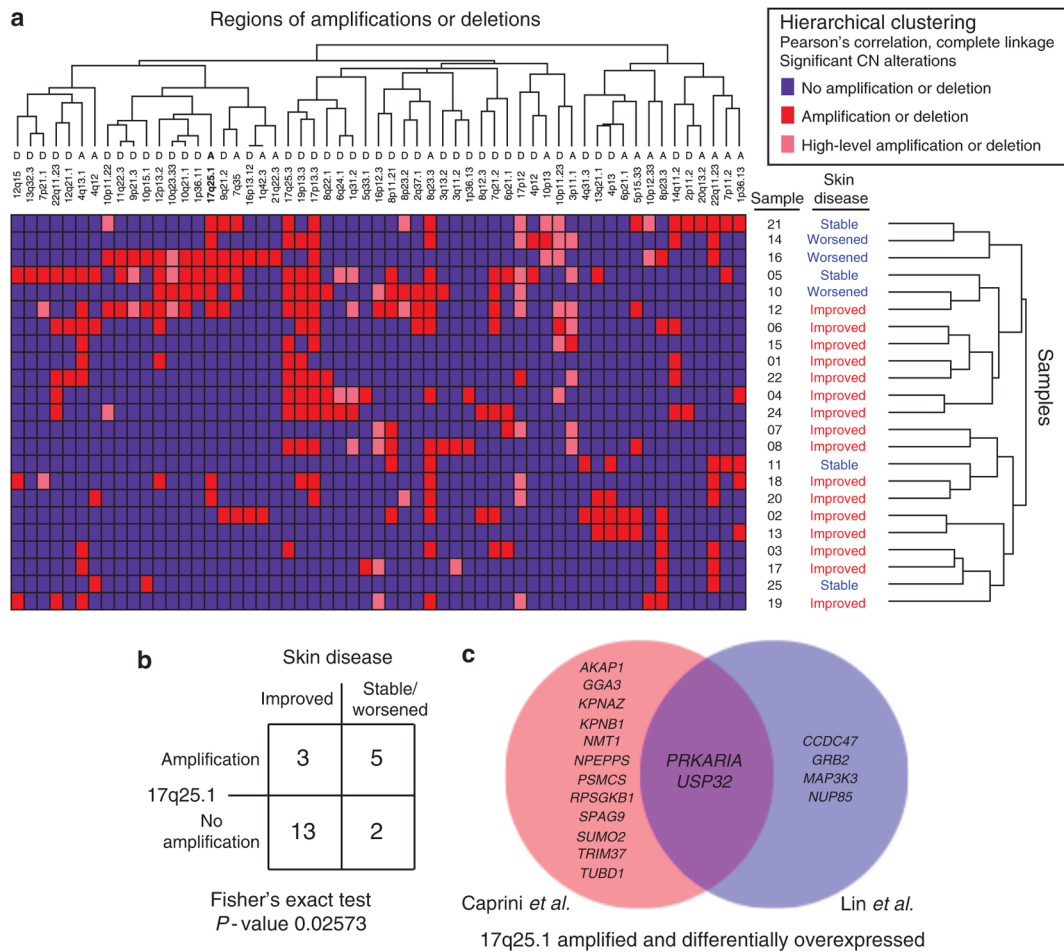 a
Regions of amplifications or deletions
Hierarchical clustering
Pearson's correlation, complete linkage
Significant CN alterations
No amplification or deletion
Amplification or deletion
High-level amplification or deletion
12q15 13q32.3 7p21.1 22q11.23 12q21.1 4q13.1 4q12 10p11.22 11q22.3 9p21.3 10p15.1 12p13.2 10q23.33 10q21.1 1p36.11 17q25.1 9q21.2 7q35 16p13.12 1q42.3 21q22.3 17q25.3 19p13.3 17p13.3 8q22.1 6q24.1 1q31.2 5q33.1 16p12.3 8p11.21 8p23.2 2q37.1 8q23.3 3q13.2 3q11.2 1p36.13 8q12.3 7q21.2 6p21.1 17p12 4p12 10p13 10p11.23 3p11.1 4q31.3 13q21.1 4p13 6p21.1 5p15.33 10p12.33 8p23.3 14q11.2 2p11.2 20q13.2 22q11.23 7p11.2 1p36.13
Sample Skin disease
21 Stable
14 Worsened
16 Worsened
05 Stable
10 Worsened
12 Improved
06 Improved
15 Improved
01 Improved
22 Improved
04 Improved
24 Improved
07 Improved
08 Improved
11 Stable
18 Improved
20 Improved
02 Improved
13 Improved
03 Improved
17 Improved
25 Stable
19 Improved
Samples
b
Skin disease
Improved
Stable/
worsened
Amplification 3 5
17q25.1
No
amplification
13 2
Fisher's exact test
P-value 0.02573
c
AKAP1
GGA3
KPNAZ
KPNB1
NMT1
NPEPPS
PSMCS
RPSGKB1
SPAG9
SUMO2
TRIM37
TUBD1
PRKARIA
USP32
CCDC47
GRB2
MAP3K3
NUP85
Caprini et al.
Lin et al.
17q25.1 amplified and differentially overexpressed